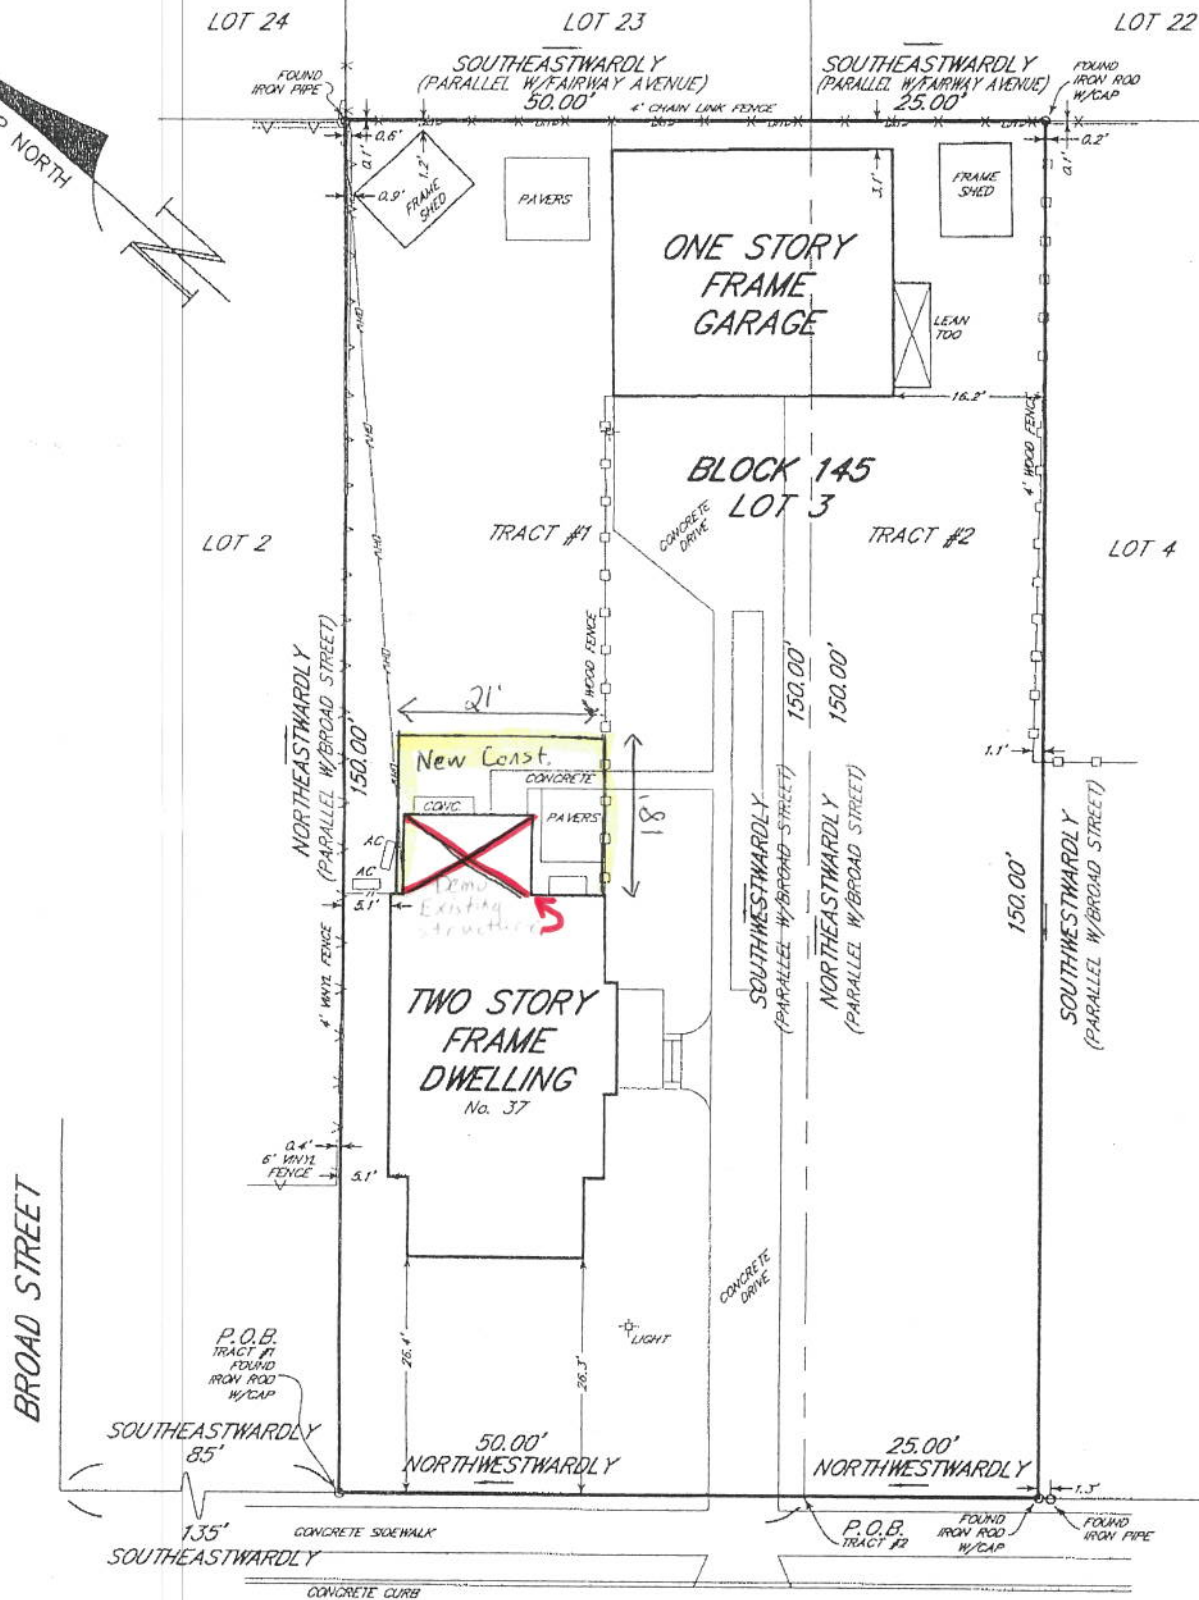 LOT 24
LOT 23
LOT 22
SOUTHEASTWARDLY
(PARALLEL W/FAIRWAY AVENUE)
50.00'
SOUTHEASTWARDLY
(PARALLEL W/FAIRWAY AVENUE)
25.00'
FOUND
IRON PIPE
FOUND
IRON ROD
W/CAP
4' CHAIN LINK FENCE
NORTH
N
0.6'
0.1'
0.9'
1.2'
FRAME
SHED
PAVERS
3.1'
FRAME
SHED
0.2'
0.1'
ONE STORY
FRAME
GARAGE
LEAN
TOO
16.2'
4' WOOD FENCE
BLOCK 145
LOT 3
CONCRETE
DRIVE
LOT 2
TRACT #1
TRACT #2
LOT 4
NORTHEASTWARDLY
(PARALLEL W/BROAD STREET)
150.00'
WOOD FENCE
150.00'
150.00'
21'
New Const.
CONCRETE
CONC.
PAVERS
18'
1.1'
AC
AC
5.1'
Demo
Existing
structure
SOUTHWESTWARDLY
(PARALLEL W/BROAD STREET)
NORTHEASTWARDLY
(PARALLEL W/BROAD STREET)
150.00'
SOUTHWESTWARDLY
(PARALLEL W/BROAD STREET)
4' VINYL FENCE
TWO STORY
FRAME
DWELLING
No. 37
0.4'
6' VINYL
FENCE
5.1'
BROAD STREET
CONCRETE
DRIVE
LIGHT
26.4'
26.3'
P.O.B.
TRACT #1
FOUND
IRON ROD
W/CAP
SOUTHEASTWARDLY
85'
50.00'
NORTHWESTWARDLY
25.00'
NORTHWESTWARDLY
1.3'
135'
SOUTHEASTWARDLY
CONCRETE SIDEWALK
P.O.B.
TRACT #2
FOUND
IRON ROD
W/CAP
FOUND
IRON PIPE
CONCRETE CURB